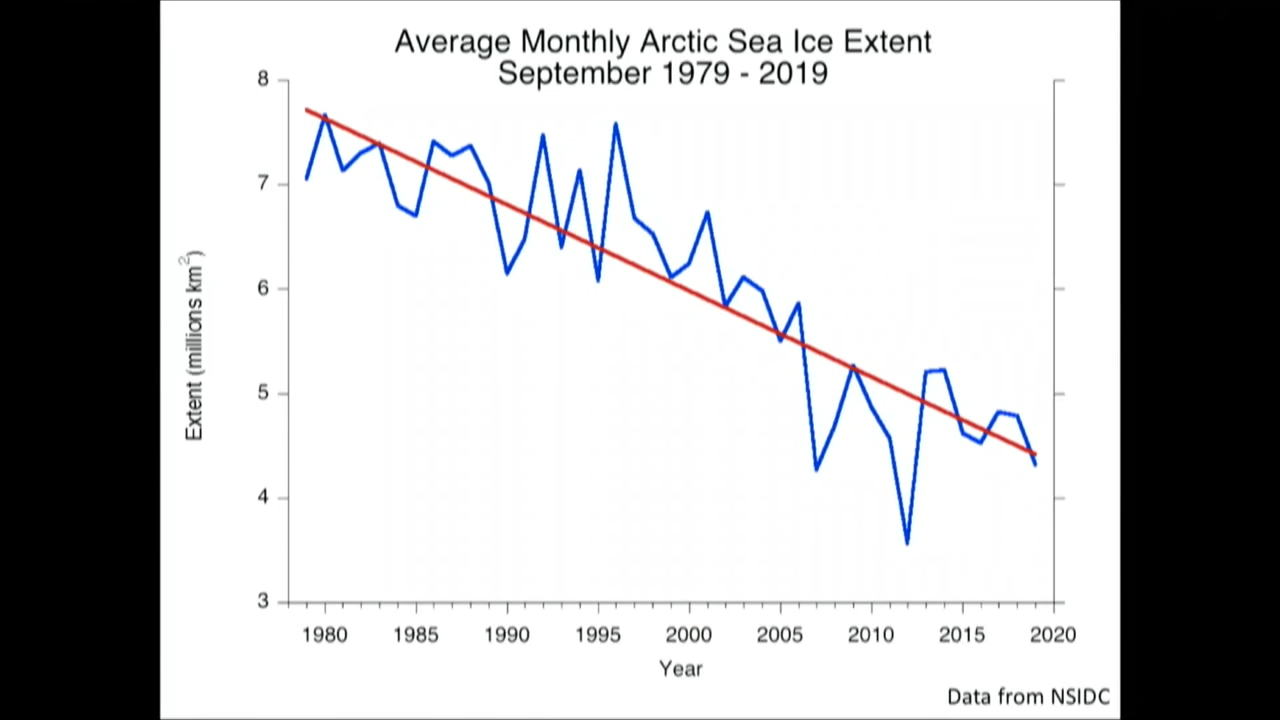 Average Monthly Arctic Sea Ice Extent
September 1979 - 2019
8
7
6
5
4
3
Extent (millions km²)
1980 1985 1990 1995 2000 2005 2010 2015 2020
Year
Data from NSIDC